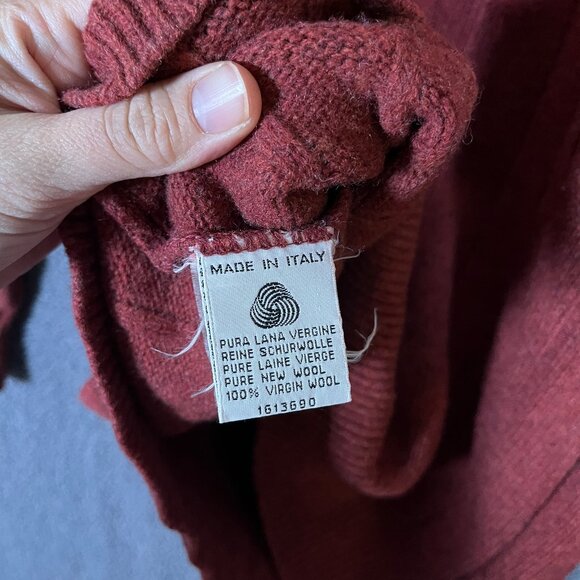 MADE IN ITALY
PURA LANA VERGINE
REINE SCHURWOLLE
PURE LAINE VIERGE
PURE NEW WOOL
100% VIRGIN WOOL
1613690